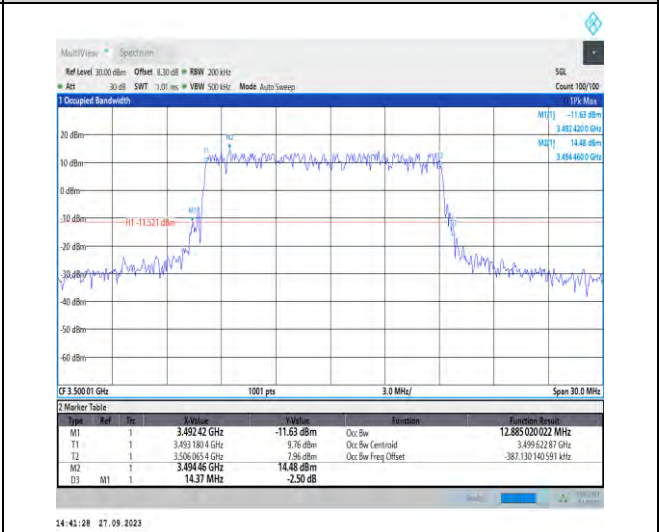 MultiView Spectrum
Ref Level 30.00 dBm Offset 8.30 dB RBW 200 kHz SGL
Att 30 dB SWT 1.01 ms VBW 500 kHz Mode Auto Sweep Count 100/100
1 Occupied Bandwidth 1Pk Max
M1[1] -11.63 dBm
3.492 420 0 GHz
M2[1] 14.48 dBm
3.494 460 0 GHz
20 dBm
M2
T1 T2
10 dBm
0 dBm
M1
-10 dBm
H1 -11.521 dBm
-20 dBm
-30 dBm
-40 dBm
-50 dBm
-60 dBm
CF 3.500 01 GHz 1001 pts 3.0 MHz/ Span 30.0 MHz
2 Marker Table
Type Ref Trc X-Value Y-Value Function Function Result
M1 1 3.492 42 GHz -11.63 dBm Occ Bw 12.885 020 022 MHz
T1 1 3.493 180 4 GHz 9.76 dBm Occ Bw Centroid 3.499 622 87 GHz
T2 1 3.506 065 4 GHz 7.96 dBm Occ Bw Freq Offset -387.130 140 591 kHz
M2 1 3.494 46 GHz 14.48 dBm
D3 M1 1 14.37 MHz -2.50 dB
14:41:28 27.09.2023